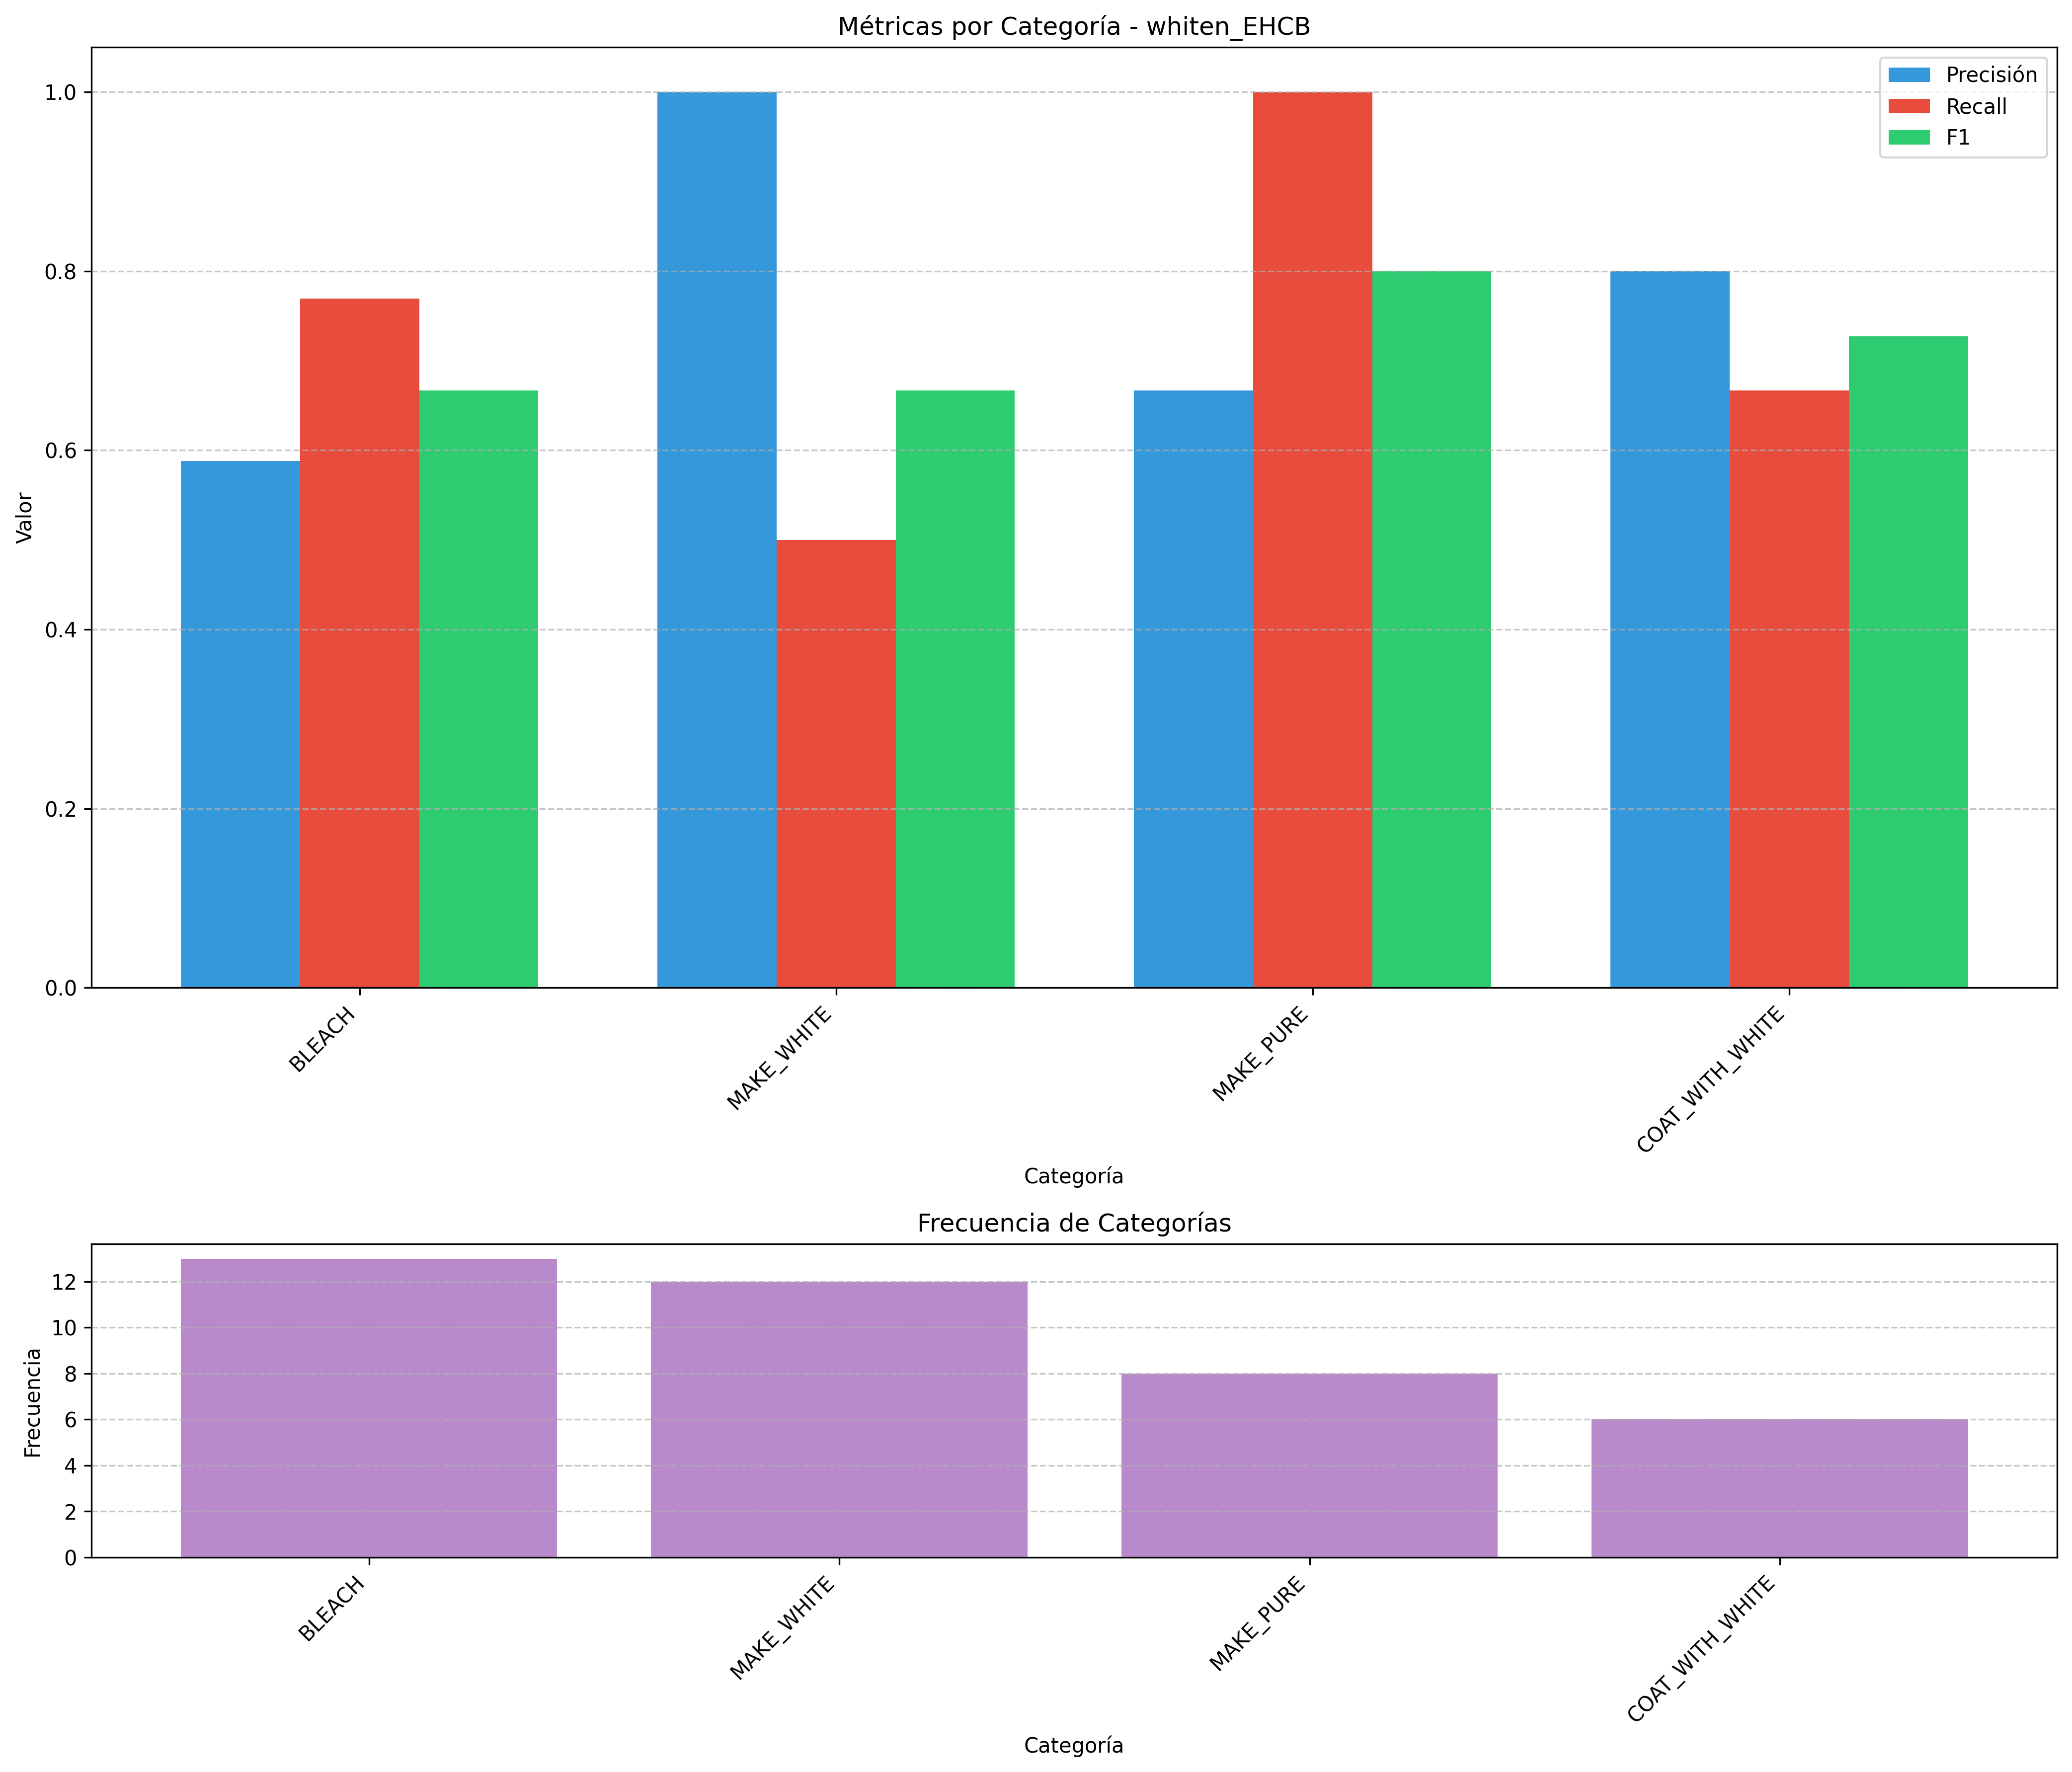 Métricas por Categoría - whiten_EHCB
Precisión
Recall
F1
Valor
1.0
0.8
0.6
0.4
0.2
0.0
BLEACH
MAKE_WHITE
MAKE_PURE
COAT_WITH_WHITE
Categoría
Frecuencia de Categorías
Frecuencia
12
10
8
6
4
2
0
BLEACH
MAKE_WHITE
MAKE_PURE
COAT_WITH_WHITE
Categoría